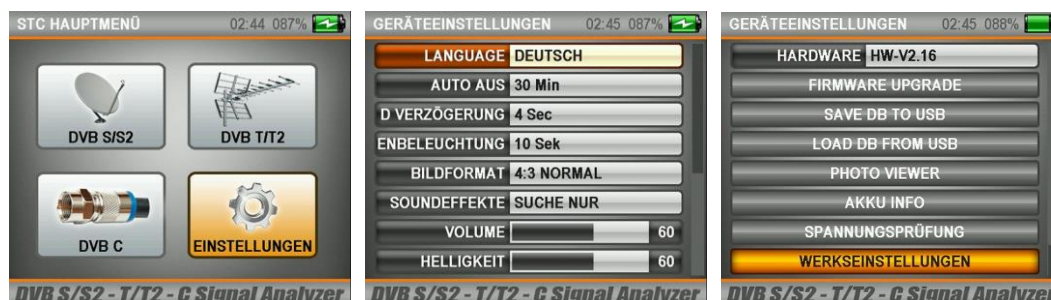 STC HAUPTMENÜ 02:44 087%
DVB S/S2
DVB T/T2
DVB C
EINSTELLUNGEN
DVB S/S2 - T/T2 - C Signal Analyzer
GERÄTEEINSTELLUNGEN 02:45 087%
LANGUAGE DEUTSCH
AUTO AUS 30 Min
D VERZÖGERUNG 4 Sec
ENBELEUCHTUNG 10 Sek
BILDFORMAT 4:3 NORMAL
SOUNDEFFEKTE SUCHE NUR
VOLUME 60
HELLIGKEIT 60
DVB S/S2 - T/T2 - C Signal Analyzer
GERÄTEEINSTELLUNGEN 02:45 088%
HARDWARE HW-V2.16
FIRMWARE UPGRADE
SAVE DB TO USB
LOAD DB FROM USB
PHOTO VIEWER
AKKU INFO
SPANNUNGSPRÜFUNG
WERKSEINSTELLUNGEN
DVB S/S2 - T/T2 - C Signal Analyzer